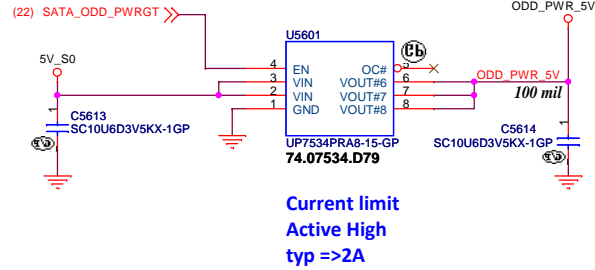 (22) SATA_ODD_PWRGT
ODD_PWR_5V
U5601
5V_S0
4 EN OC# 5
3 VIN VOUT#6 6
2 VIN VOUT#7 7
1 GND VOUT#8 8
ODD_PWR_5V
100 mil
1
C5613
SC10U6D3V5KX-1GP
UP7534PRA8-15-GP
74.07534.D79
1
C5614
SC10U6D3V5KX-1GP
Current limit
Active High
typ =>2A